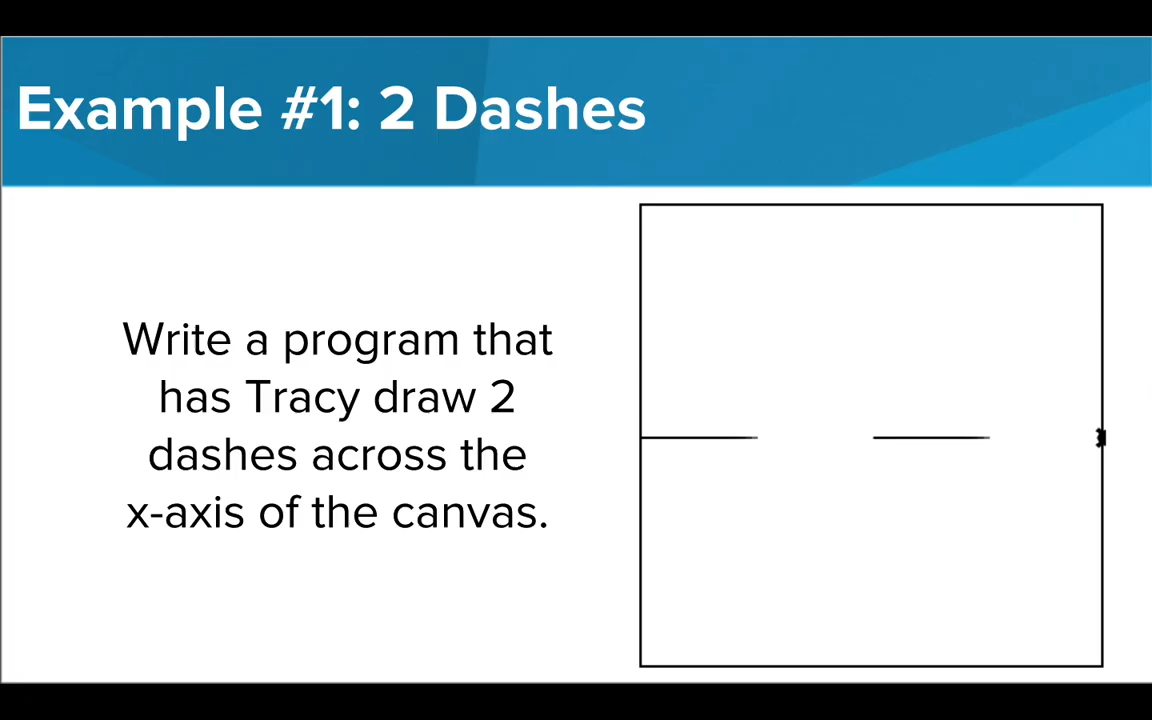 Example #1: 2 Dashes
Write a program that
has Tracy draw 2
dashes across the
x-axis of the canvas.